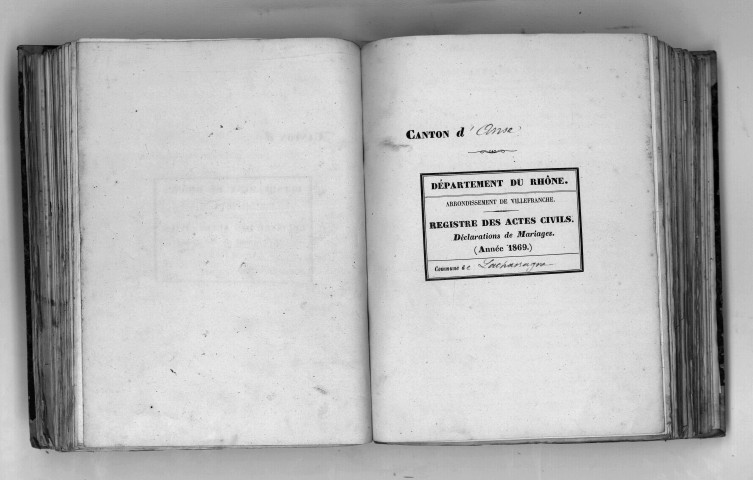 CANTON d'Anse
DÉPARTEMENT DU RHÔNE.
ARRONDISSEMENT DE VILLEFRANCHE.
REGISTRE DES ACTES CIVILS.
Déclarations de Mariages.
(Année 1869.)
Commune de Lachassagne